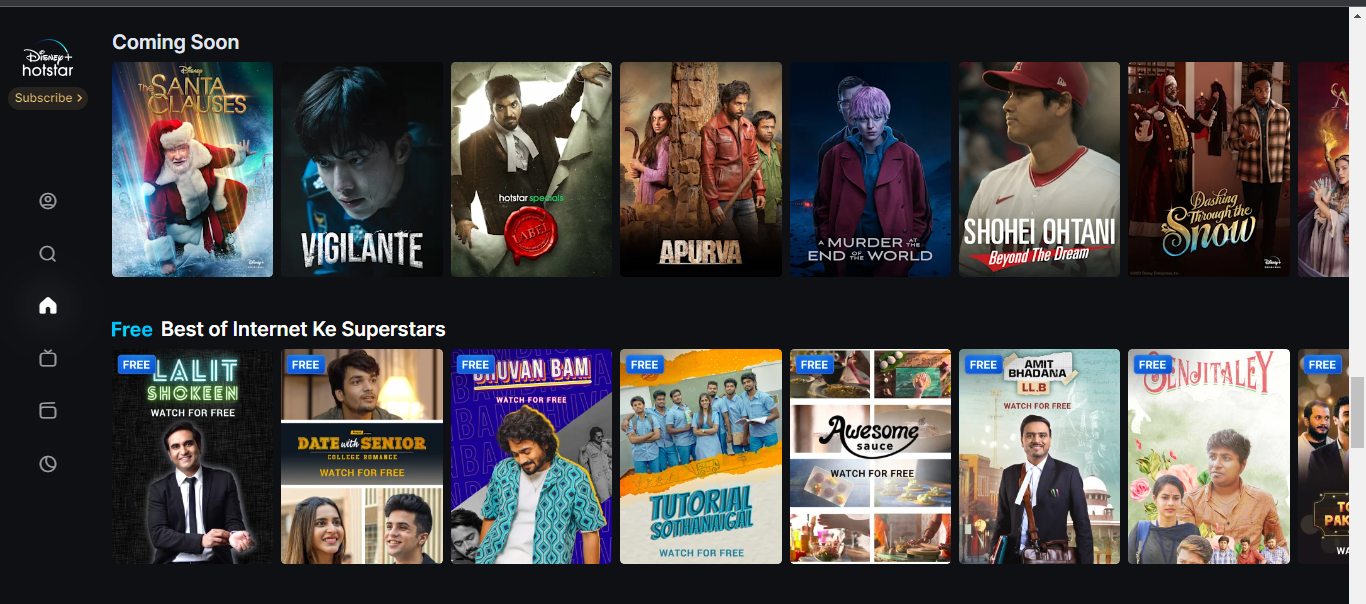 Disney+
hotstar
Subscribe >
Coming Soon
Disney
The SANTA
CLAUSES
Disney+
VIGILANTE
hotstar specials
LABEL
APURVA
A MURDER AT THE
END OF THE WORLD
SHOHEI OHTANI
Beyond The Dream
Dashing
Through the
Snow
Disney+
Free Best of Internet Ke Superstars
FREE
LALIT
SHOKEEN
WATCH FOR FREE
FREE
DATE with SENIOR
COLLEGE ROMANCE
WATCH FOR FREE
FREE
BHUVAN BAM
WATCH FOR FREE
FREE
TUTORIAL
SOTHANAIGAL
WATCH FOR FREE
FREE
Awesome
sauce
WATCH FOR FREE
FREE
AMIT
BHADANA
LL.B
WATCH FOR FREE
FREE
SENJITALEY
FREE